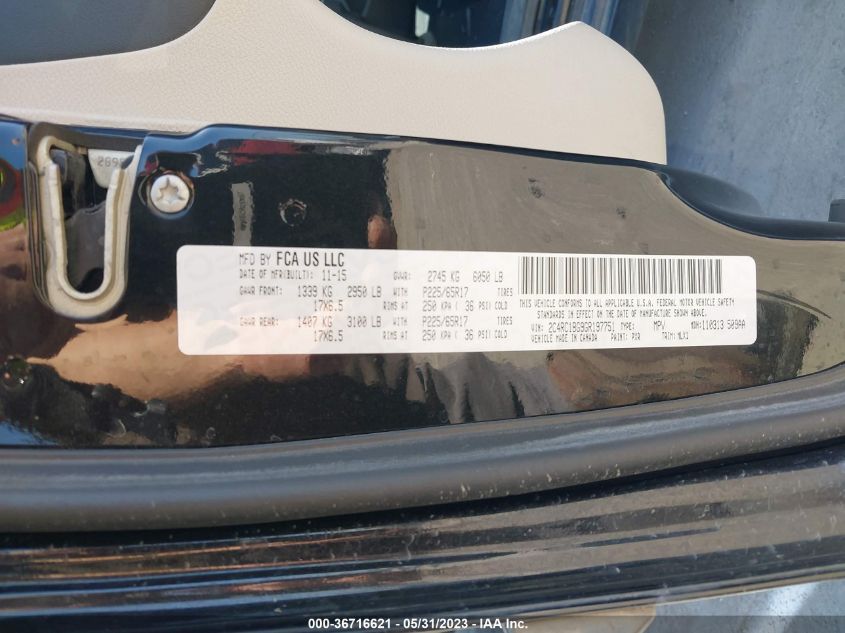 MFD BY FCA US LLC
DATE OF MFR(BUILT): 11-15 GVWR: 2745 KG 6050 LB
GAWR FRONT: 1339 KG 2950 LB WITH P225/65R17 TIRES
17X6.5 RIMS AT 250 KPA ( 36 PSI) COLD
GAWR REAR: 1407 KG 3100 LB WITH P225/65R17 TIRES
17X6.5 RIMS AT 250 KPA ( 36 PSI) COLD
THIS VEHICLE CONFORMS TO ALL APPLICABLE U.S.A. FEDERAL MOTOR VEHICLE SAFETY
STANDARDS IN EFFECT ON THE DATE OF MANUFACTURE SHOWN ABOVE.
VIN: 2C4RC1BG9GR197751 TYPE: MPV MDH: 110313 509AA
VEHICLE MADE IN CANADA PAINT: PXR TRIM: MLX1
000-36716621 - 05/31/2023 - IAA Inc.